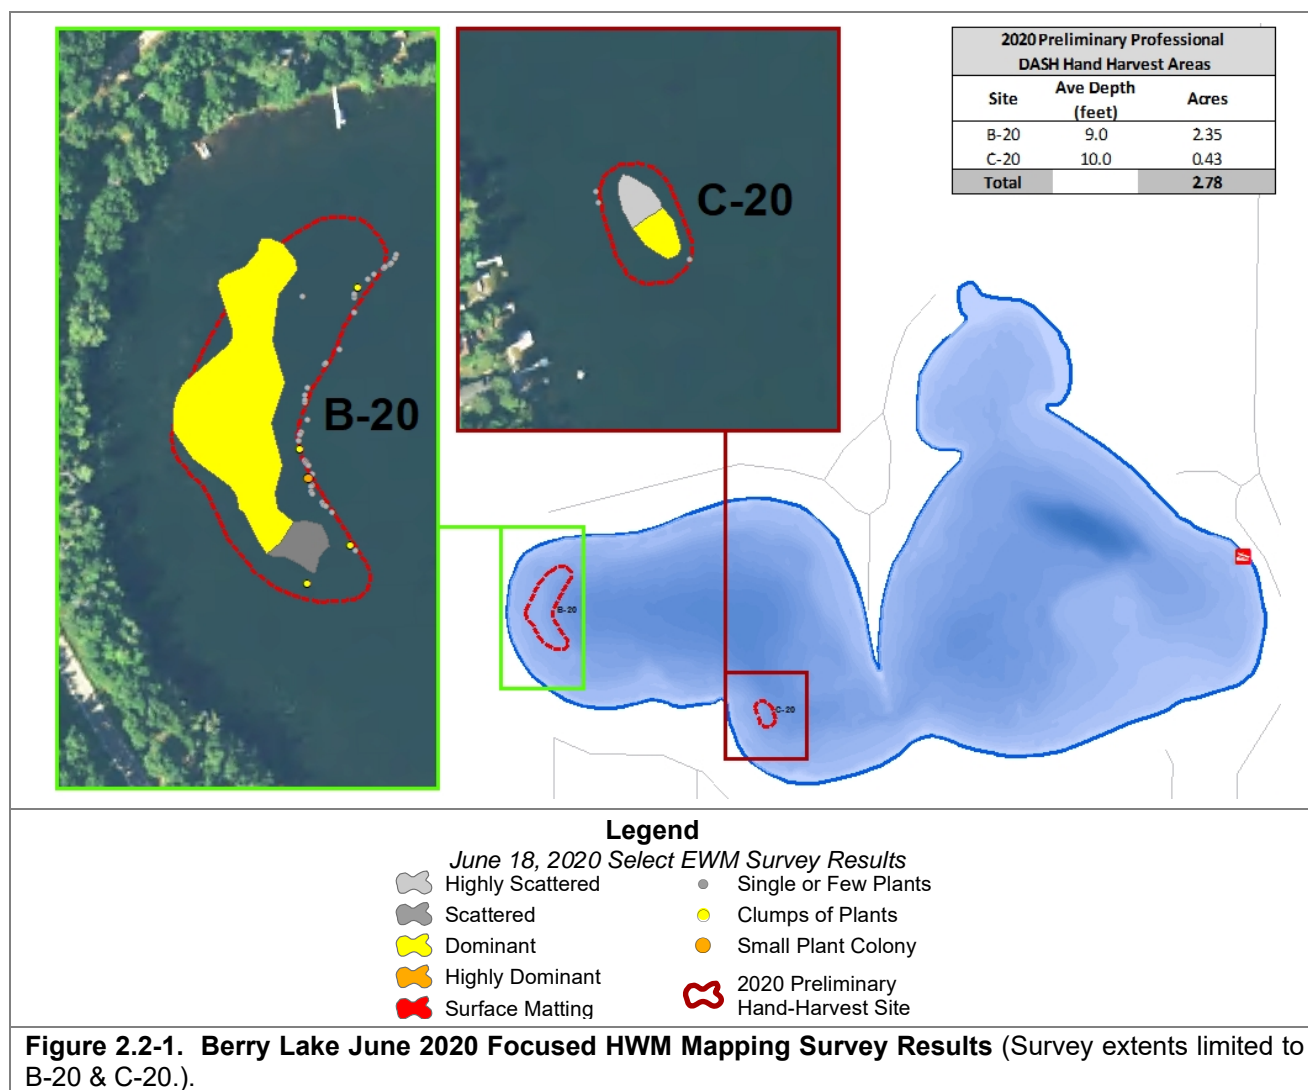 2020 Preliminary Professional
DASH Hand Harvest Areas
Site Ave Depth (feet) Acres
B-20 9.0 2.35
C-20 10.0 0.43
Total 2.78
C-20
B-20
B-20
C-20
Legend
June 18, 2020 Select EWM Survey Results
Highly Scattered
Scattered
Dominant
Highly Dominant
Surface Matting
Single or Few Plants
Clumps of Plants
Small Plant Colony
2020 Preliminary
Hand-Harvest Site
Figure 2.2-1. Berry Lake June 2020 Focused HWM Mapping Survey Results (Survey extents limited to
B-20 & C-20.).